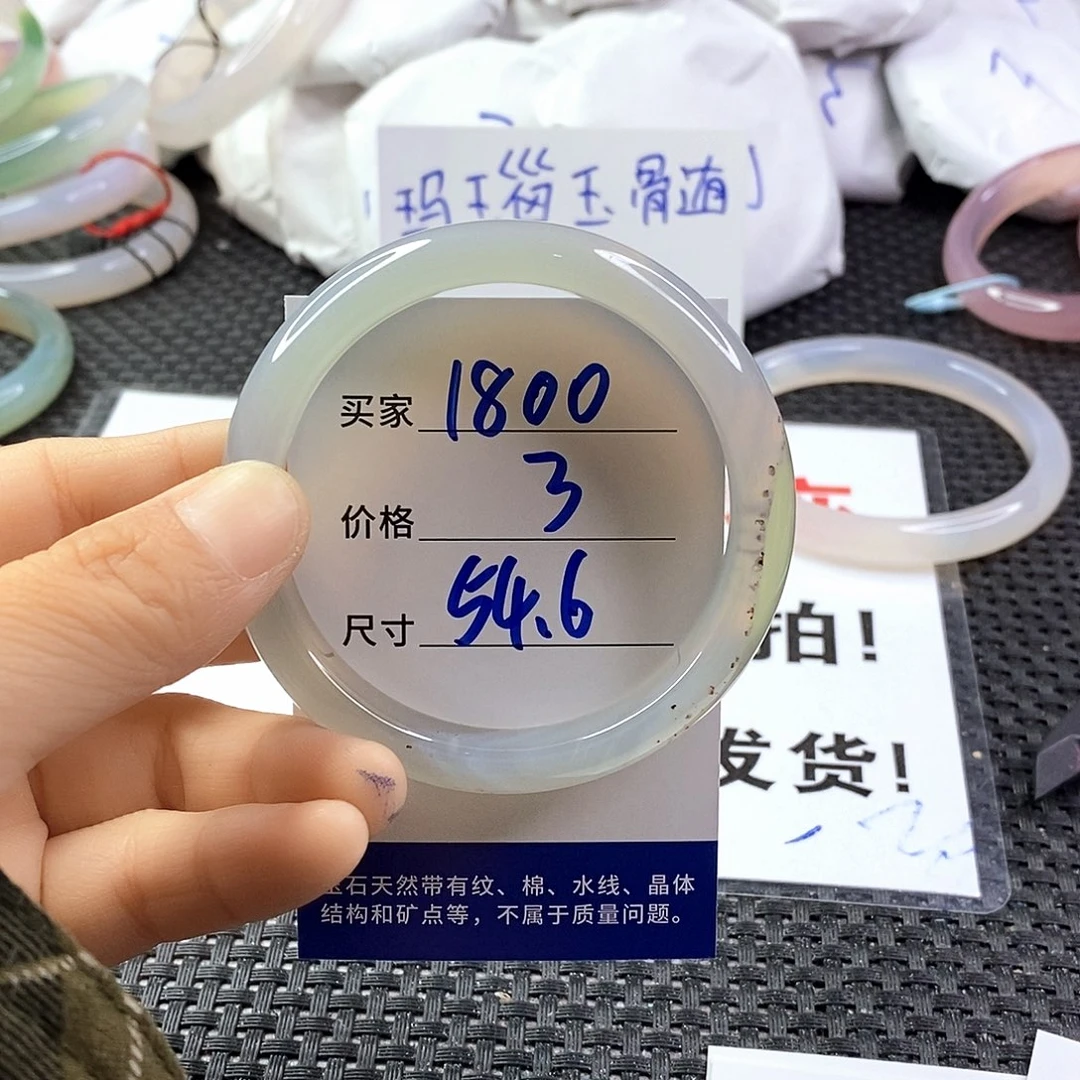 玛瑙玉骨髓
买家 1800
价格 3
尺寸 54.6
石天然带有纹、棉、水线、晶体
结构和矿点等，不属于质量问题。
拍！
发货！